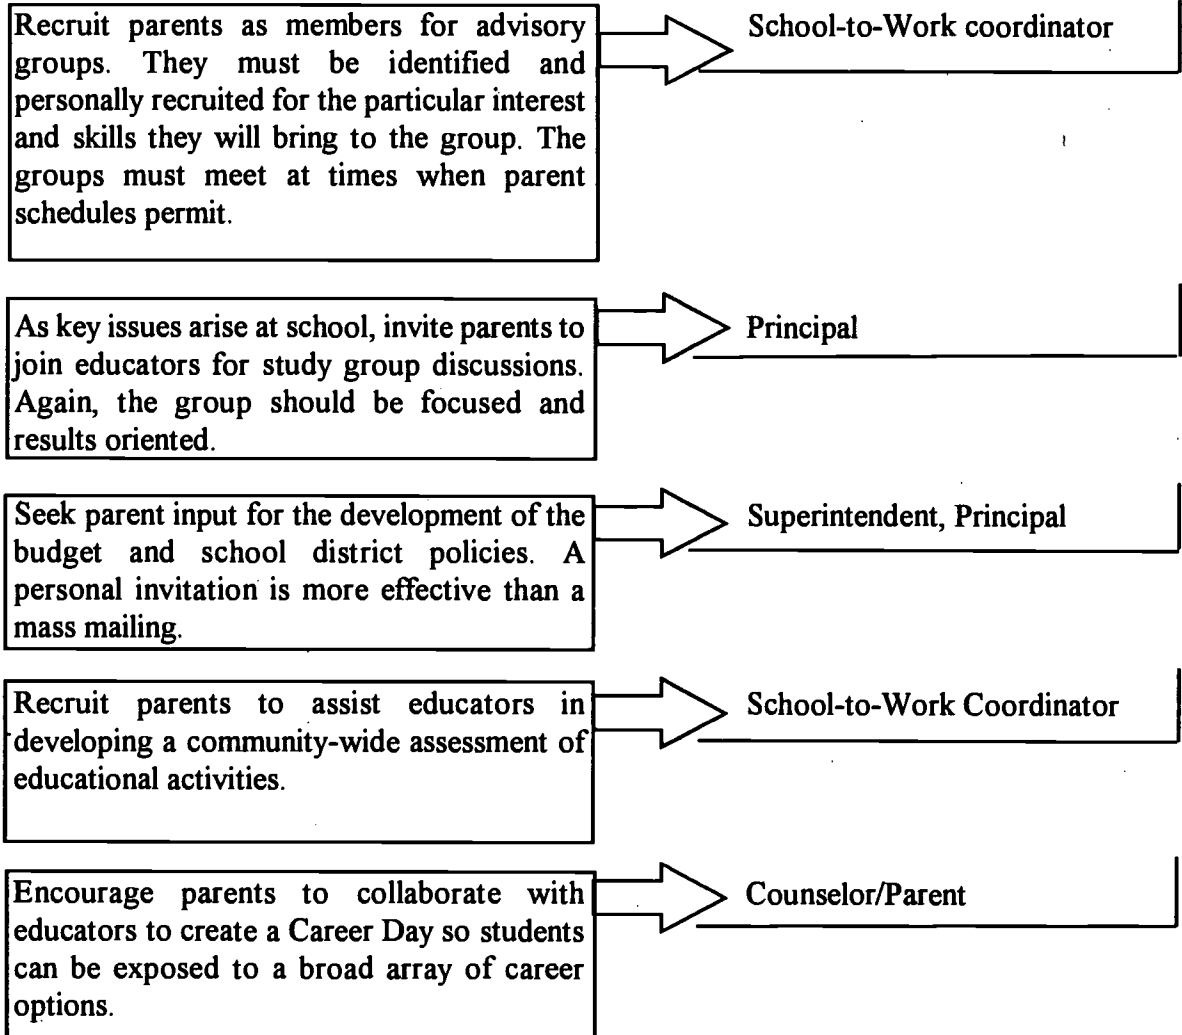 Recruit parents as members for advisory
groups. They must be identified and
personally recruited for the particular interest
and skills they will bring to the group. The
groups must meet at times when parent
schedules permit.
School-to-Work coordinator
As key issues arise at school, invite parents to
join educators for study group discussions.
Again, the group should be focused and
results oriented.
Principal
Seek parent input for the development of the
budget and school district policies. A
personal invitation is more effective than a
mass mailing.
Superintendent, Principal
Recruit parents to assist educators in
developing a community-wide assessment of
educational activities.
School-to-Work Coordinator
Encourage parents to collaborate with
educators to create a Career Day so students
can be exposed to a broad array of career
options.
Counselor/Parent